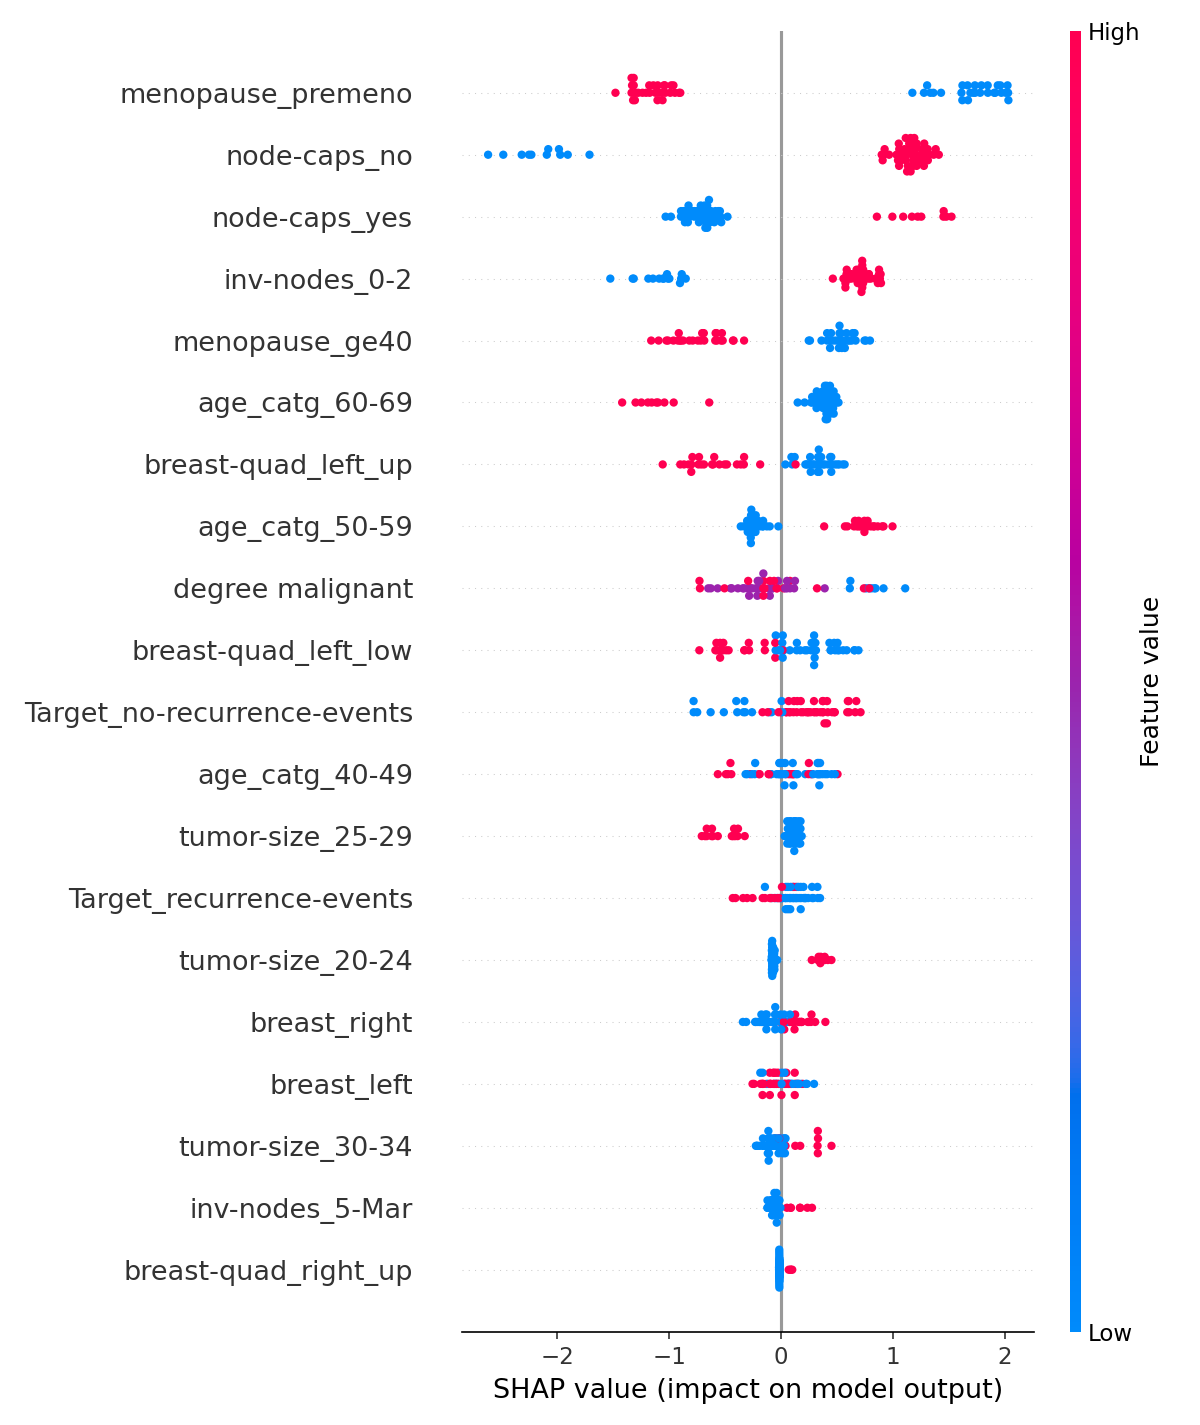 High
menopause_premeno
node-caps_no
node-caps_yes
inv-nodes_0-2
menopause_ge40
age_catg_60-69
breast-quad_left_up
age_catg_50-59
degree malignant
breast-quad_left_low
Target_no-recurrence-events
age_catg_40-49
tumor-size_25-29
Target_recurrence-events
tumor-size_20-24
breast_right
breast_left
tumor-size_30-34
inv-nodes_5-Mar
breast-quad_right_up
Feature value
Low
−2 −1 0 1 2
SHAP value (impact on model output)